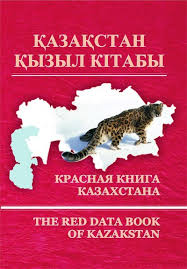 ҚАЗАҚСТАН
ҚЫЗЫЛ КІТАБЫ
КРАСНАЯ КНИГА
КАЗАХСТАНА
THE RED DATA BOOK
OF KAZAKSTAN